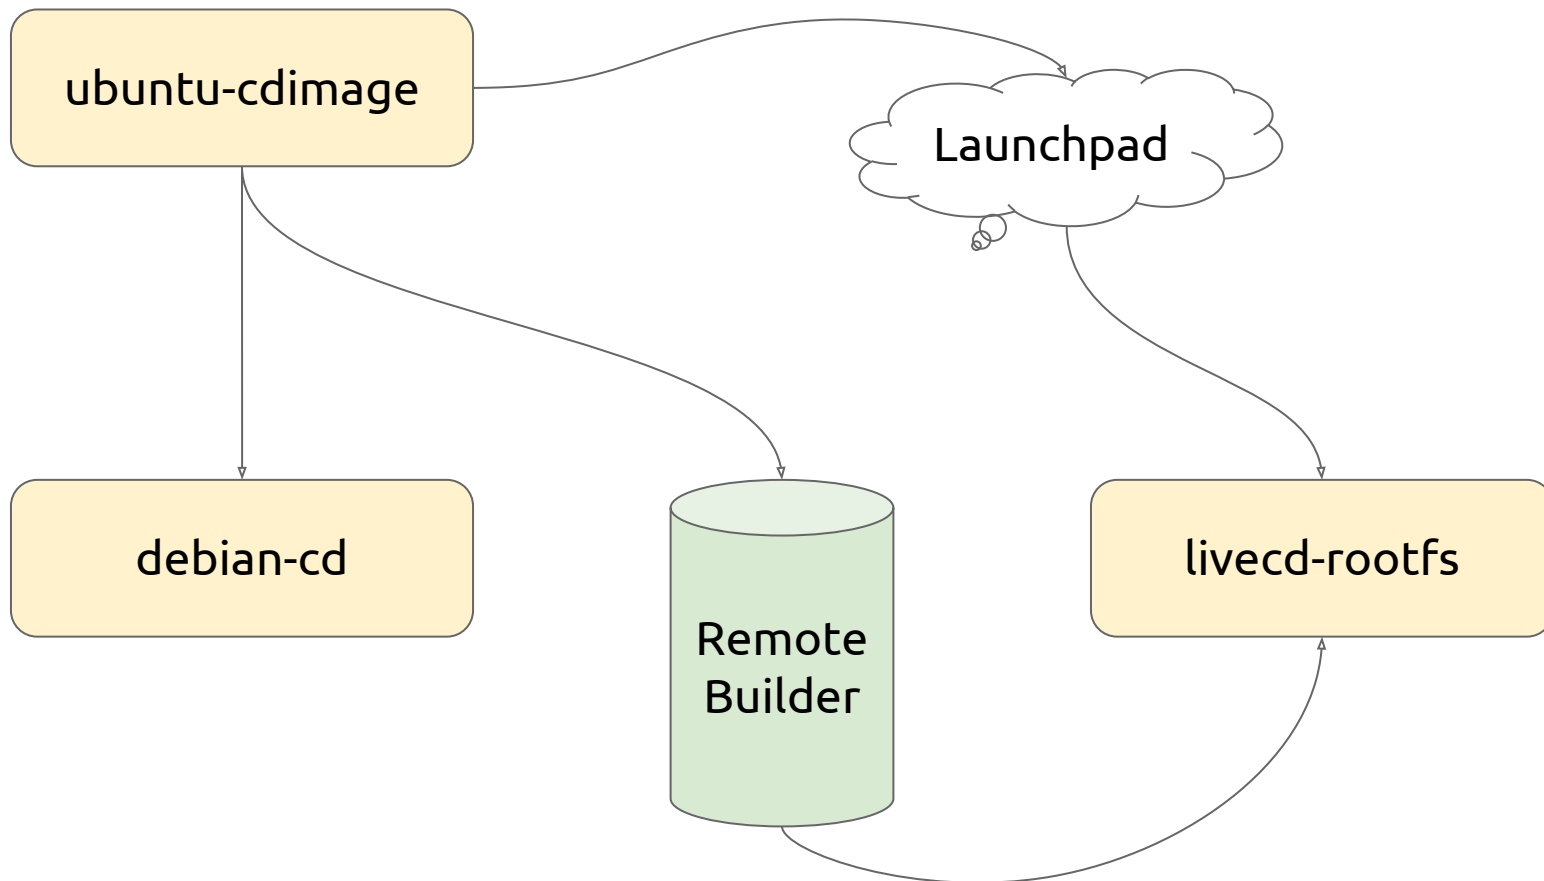 ubuntu-cdimage
Launchpad
debian-cd
livecd-rootfs
Remote
Builder